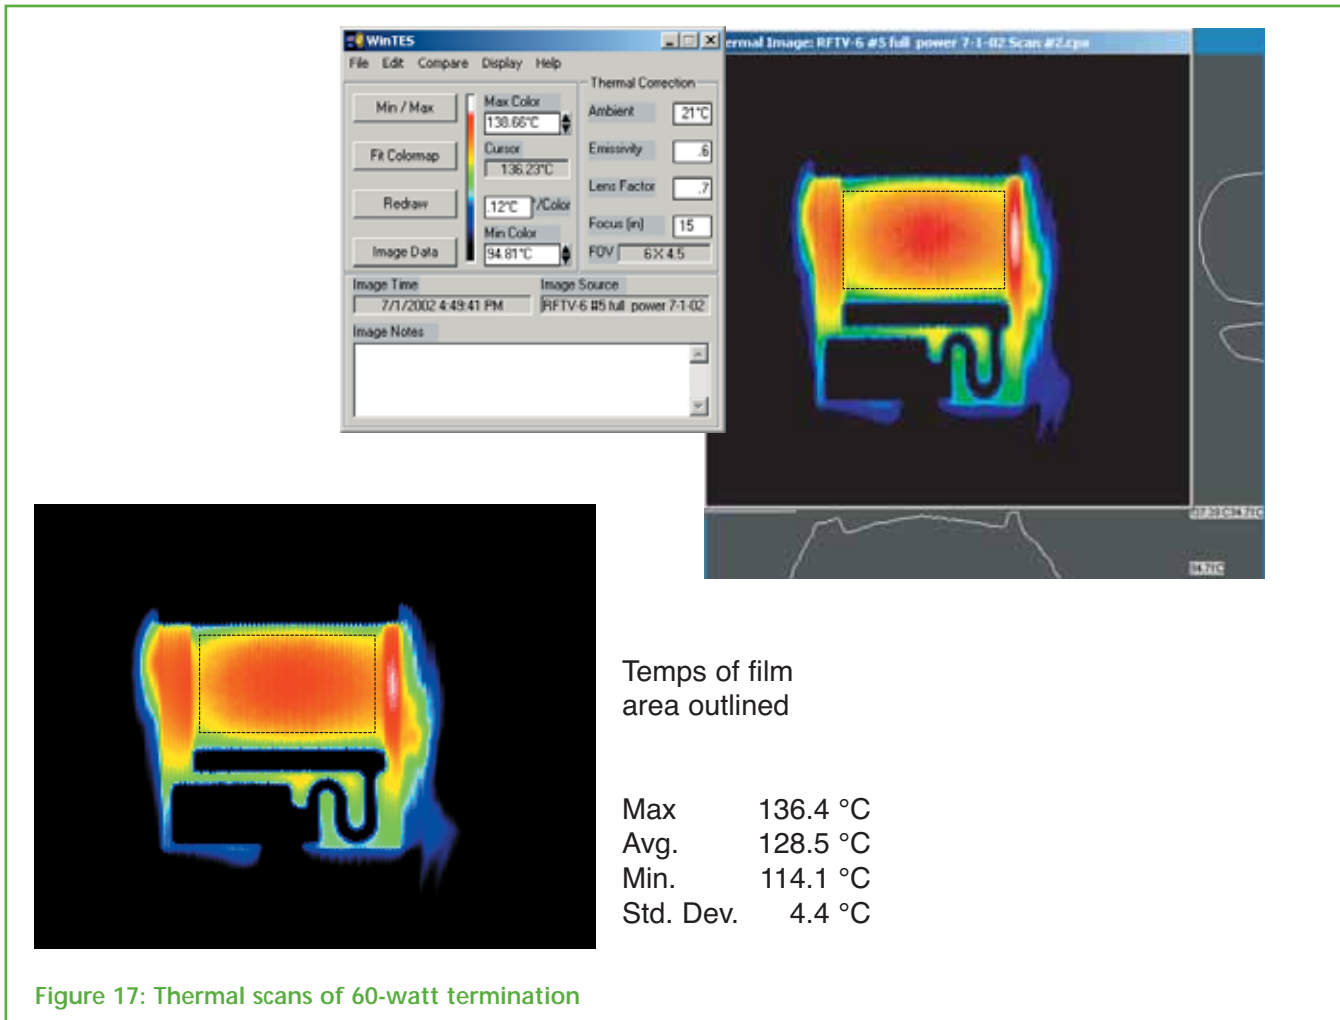 WinTES
File Edit Compare Display Help
Min / Max
Fit Colormap
Redraw
Image Data
Max Color
138.66°C
Cursor
136.23°C
.12°C °/Color
Min Color
94.81°C
Thermal Correction
Ambient 21°C
Emissivity .6
Lens Factor .7
Focus (in) 15
FOV 6 X 4.5
Image Time
7/1/2002 4:49:41 PM
Image Source
RFTV-6 #5 full power 7-1-02
Image Notes
ermal Image: RFTV-6 #5 full power 7-1-02 Scan #2.cpw
Temps of film
area outlined
Max 136.4 °C
Avg. 128.5 °C
Min. 114.1 °C
Std. Dev. 4.4 °C
Figure 17: Thermal scans of 60-watt termination